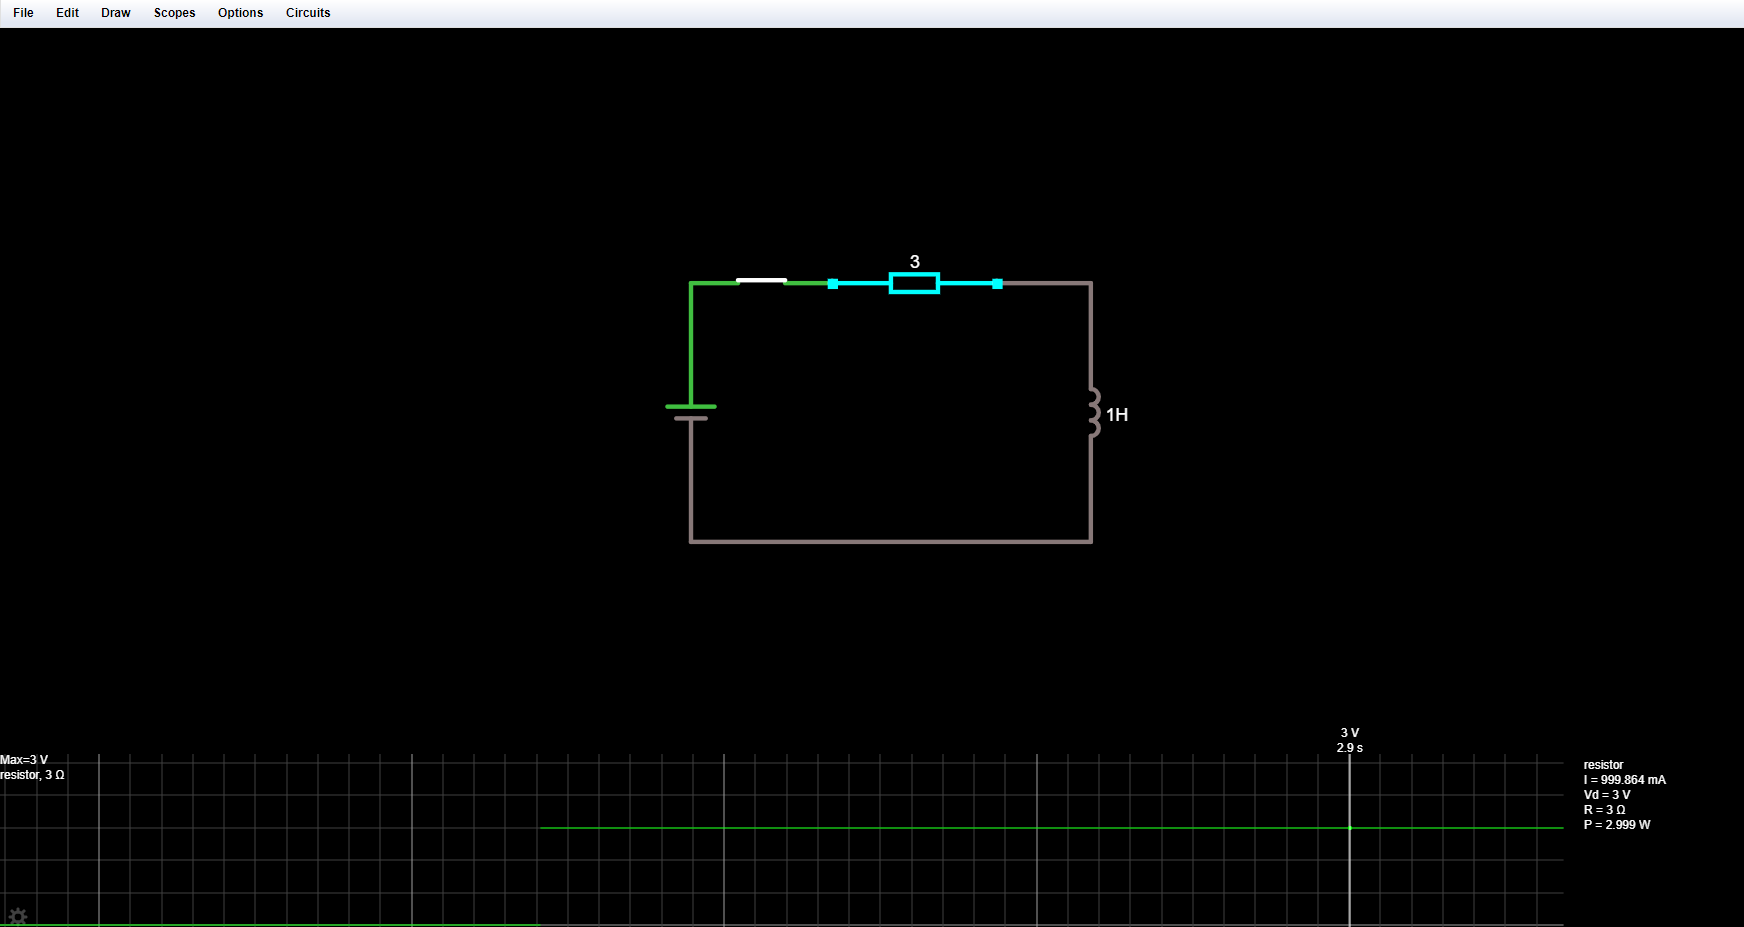 File Edit Draw Scopes Options Circuits
3
1H
3 V
2.9 s
Max=3 V
resistor, 3 Ω
resistor
I = 999.864 mA
Vd = 3 V
R = 3 Ω
P = 2.999 W